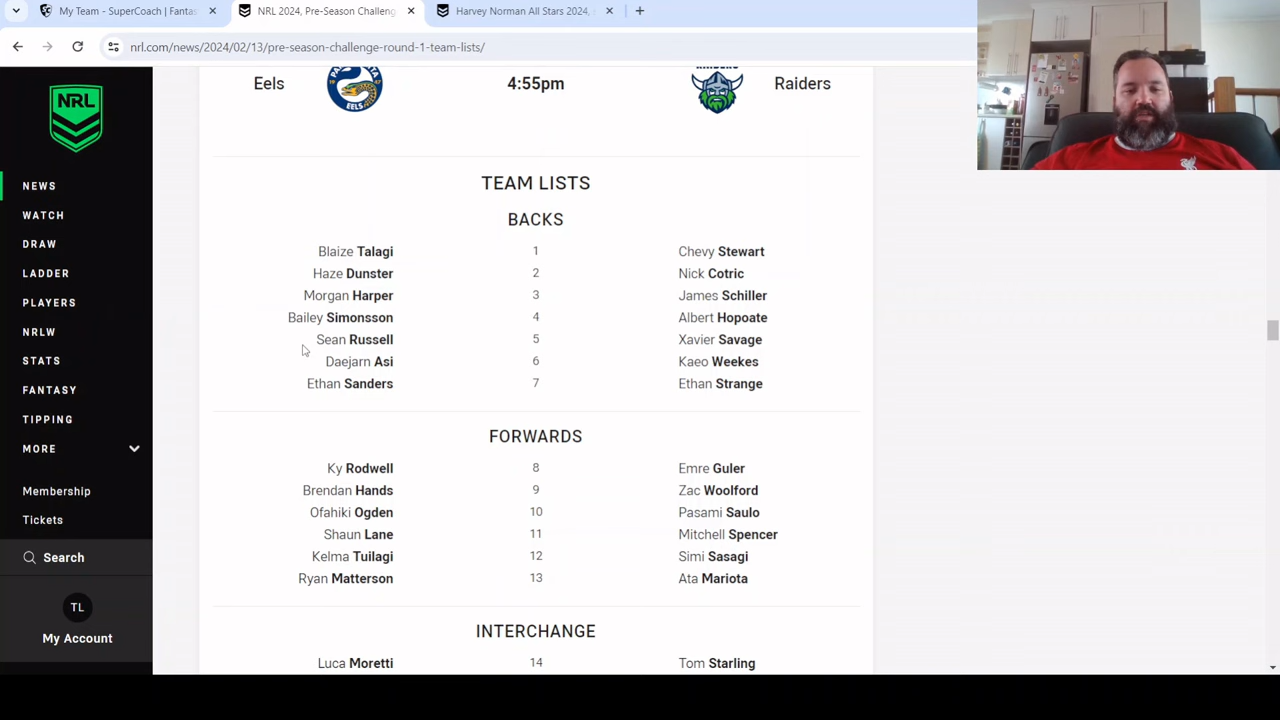 My Team - SuperCoach | Fantas
NRL 2024, Pre-Season Challeng
Harvey Norman All Stars 2024,
nrl.com/news/2024/02/13/pre-season-challenge-round-1-team-lists/
NRL
NEWS
WATCH
DRAW
LADDER
PLAYERS
NRLW
STATS
FANTASY
TIPPING
MORE
Membership
Tickets
Search
TL
My Account
Eels 4:55pm Raiders
EELS
TEAM LISTS
BACKS
Blaize Talagi 1 Chevy Stewart
Haze Dunster 2 Nick Cotric
Morgan Harper 3 James Schiller
Bailey Simonsson 4 Albert Hopoate
Sean Russell 5 Xavier Savage
Daejarn Asi 6 Kaeo Weekes
Ethan Sanders 7 Ethan Strange
FORWARDS
Ky Rodwell 8 Emre Guler
Brendan Hands 9 Zac Woolford
Ofahiki Ogden 10 Pasami Saulo
Shaun Lane 11 Mitchell Spencer
Kelma Tuilagi 12 Simi Sasagi
Ryan Matterson 13 Ata Mariota
INTERCHANGE
Luca Moretti 14 Tom Starling